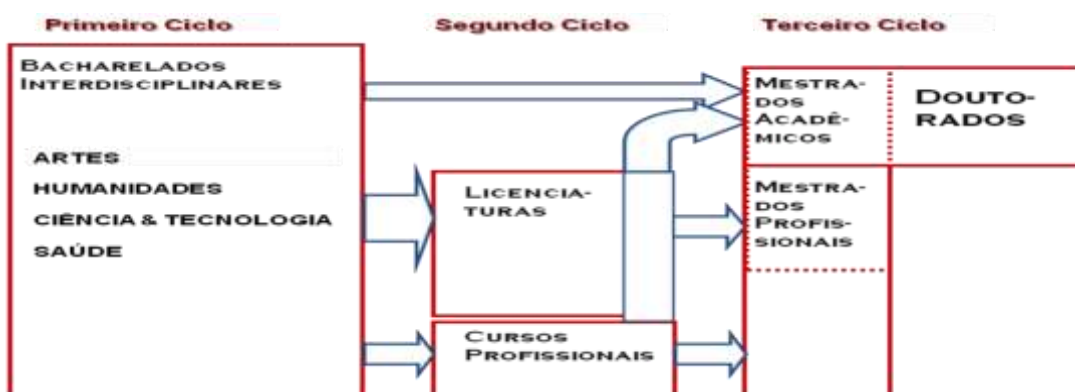 Primeiro Ciclo
Segundo Ciclo
Terceiro Ciclo
BACHARELADOS
INTERDISCIPLINARES
ARTES
HUMANIDADES
CIÊNCIA & TECNOLOGIA
SAÚDE
LICENCIA-
TURAS
CURSOS
PROFISSIONAIS
MESTRA-
DOS
ACADÊ-
MICOS
DOUTO-
RADOS
MESTRA-
DOS
PROFIS-
SIONAIS